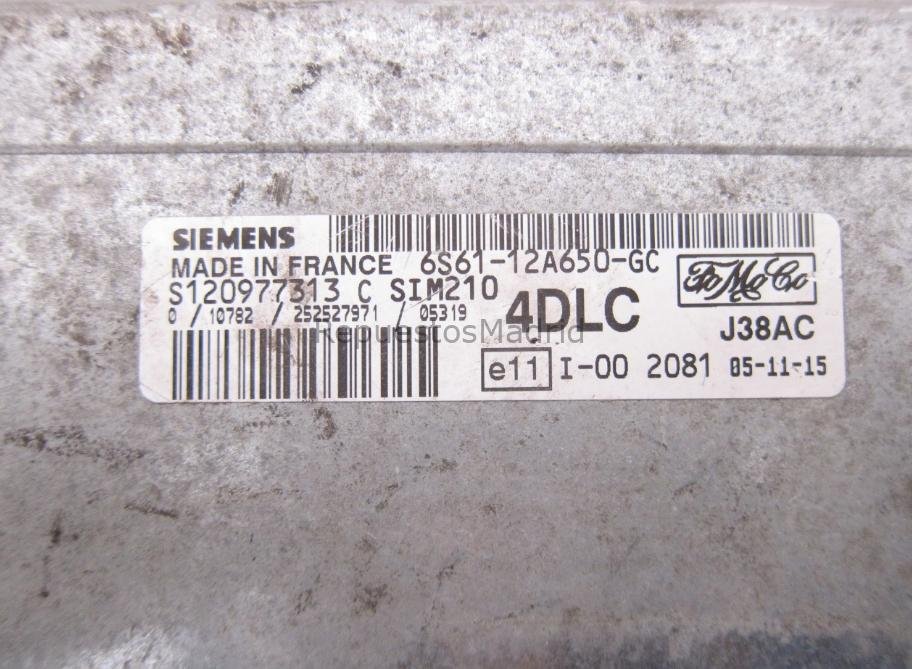 SIEMENS
MADE IN FRANCE 6S61-12A650-GC
FoMoCo
S120977313 C SIM210
4DLC
0 / 10782 / 252527971 / 05319
J38AC
RepuestosMadrid
e11 I-00 2081 05-11-15